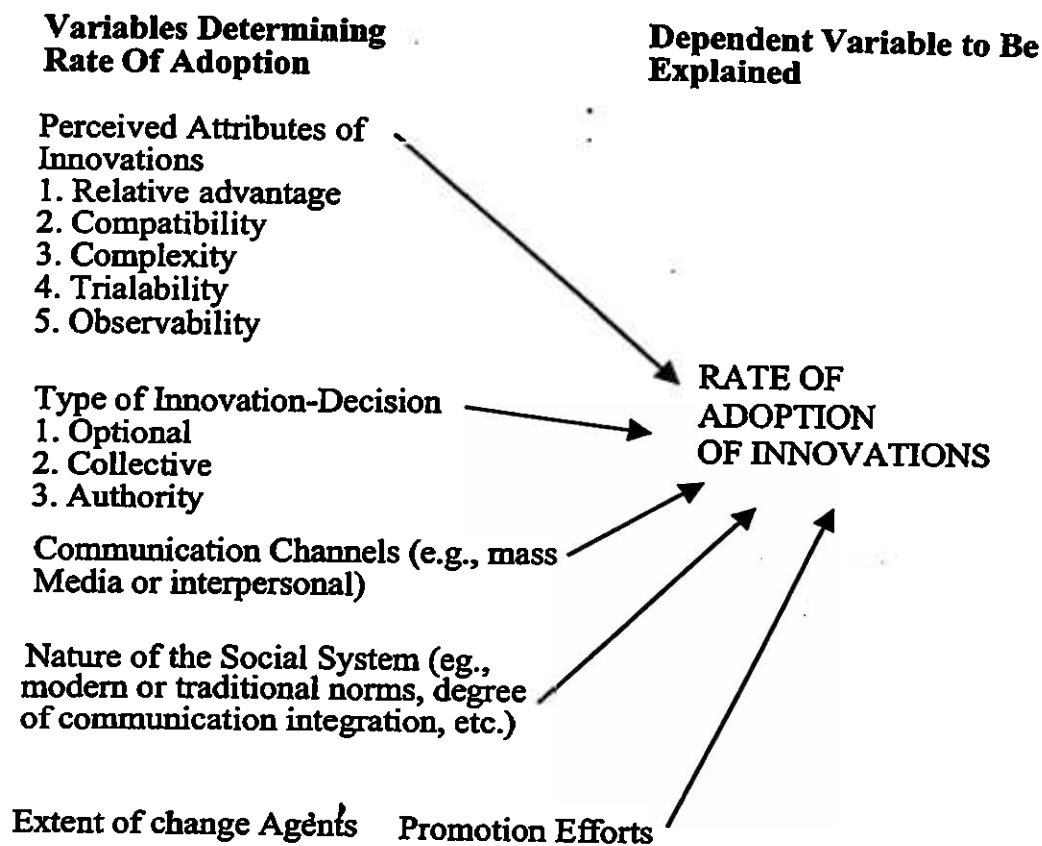 Variables Determining
Rate Of Adoption
Dependent Variable to Be
Explained
Perceived Attributes of
Innovations
1. Relative advantage
2. Compatibility
3. Complexity
4. Trialability
5. Observability
Type of Innovation-Decision
1. Optional
2. Collective
3. Authority
Communication Channels (e.g., mass
Media or interpersonal)
Nature of the Social System (eg.,
modern or traditional norms, degree
of communication integration, etc.)
Extent of change Agents Promotion Efforts
RATE OF
ADOPTION
OF INNOVATIONS